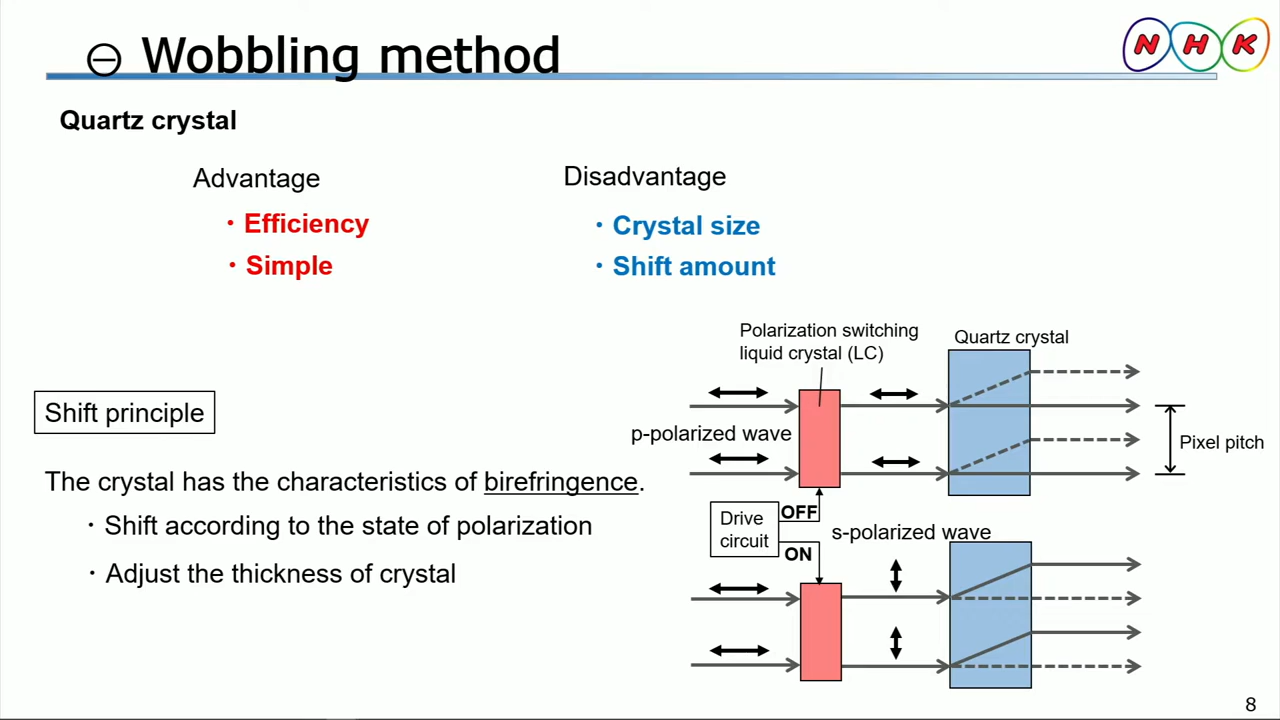 ⊖ Wobbling method
NHK
Quartz crystal
Advantage
・Efficiency
・Simple
Disadvantage
・Crystal size
・Shift amount
Shift principle
The crystal has the characteristics of birefringence.
・Shift according to the state of polarization
・Adjust the thickness of crystal
Polarization switching
liquid crystal (LC)
Quartz crystal
p-polarized wave
Pixel pitch
Drive
circuit
OFF
ON
s-polarized wave
8